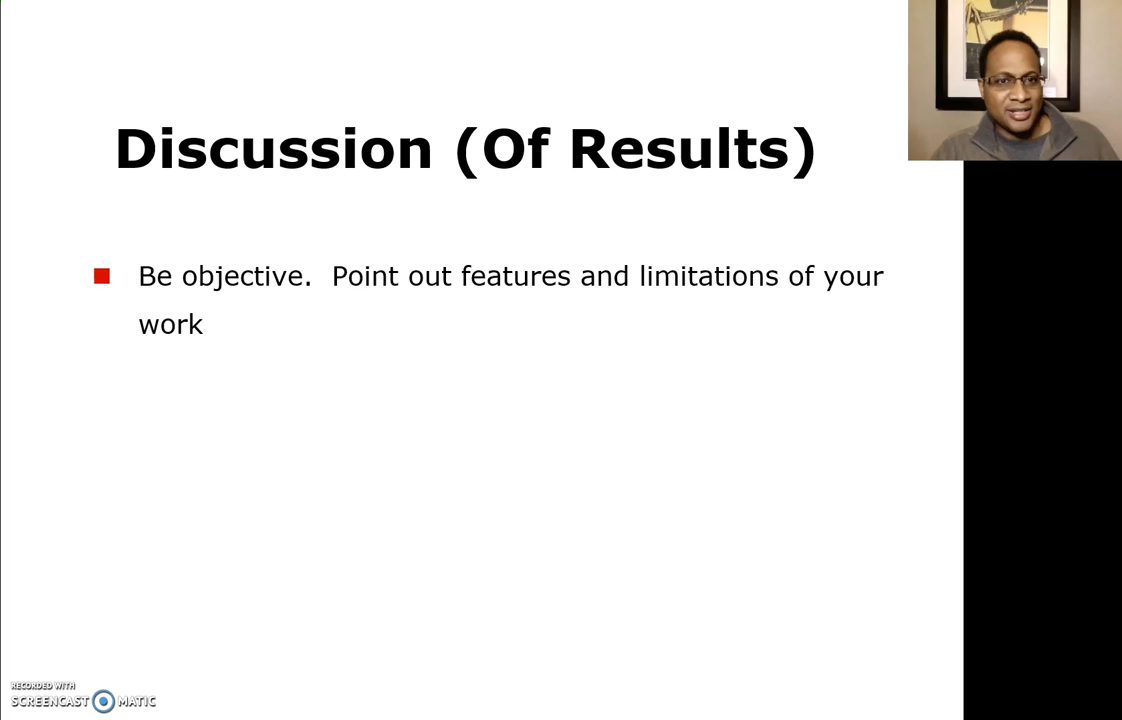 Discussion (Of Results)
Be objective.  Point out features and limitations of your
work
RECORDED WITH
SCREENCAST MATIC